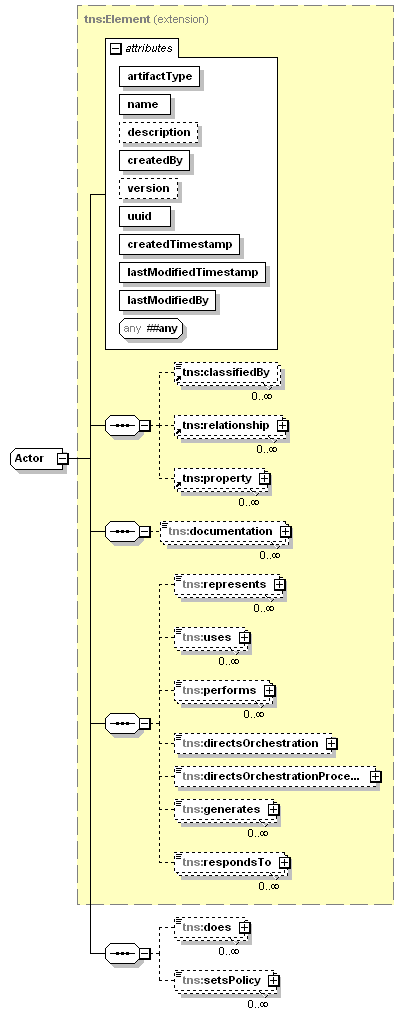 tns:Element (extension)
attributes
artifactType
name
description
createdBy
version
uuid
createdTimestamp
lastModifiedTimestamp
lastModifiedBy
any ##any
tns:classifiedBy
0..∞
tns:relationship
0..∞
Actor
tns:property
0..∞
tns:documentation
0..∞
tns:represents
0..∞
tns:uses
0..∞
tns:performs
0..∞
tns:directsOrchestration
tns:directsOrchestrationProce...
tns:generates
0..∞
tns:respondsTo
0..∞
tns:does
0..∞
tns:setsPolicy
0..∞